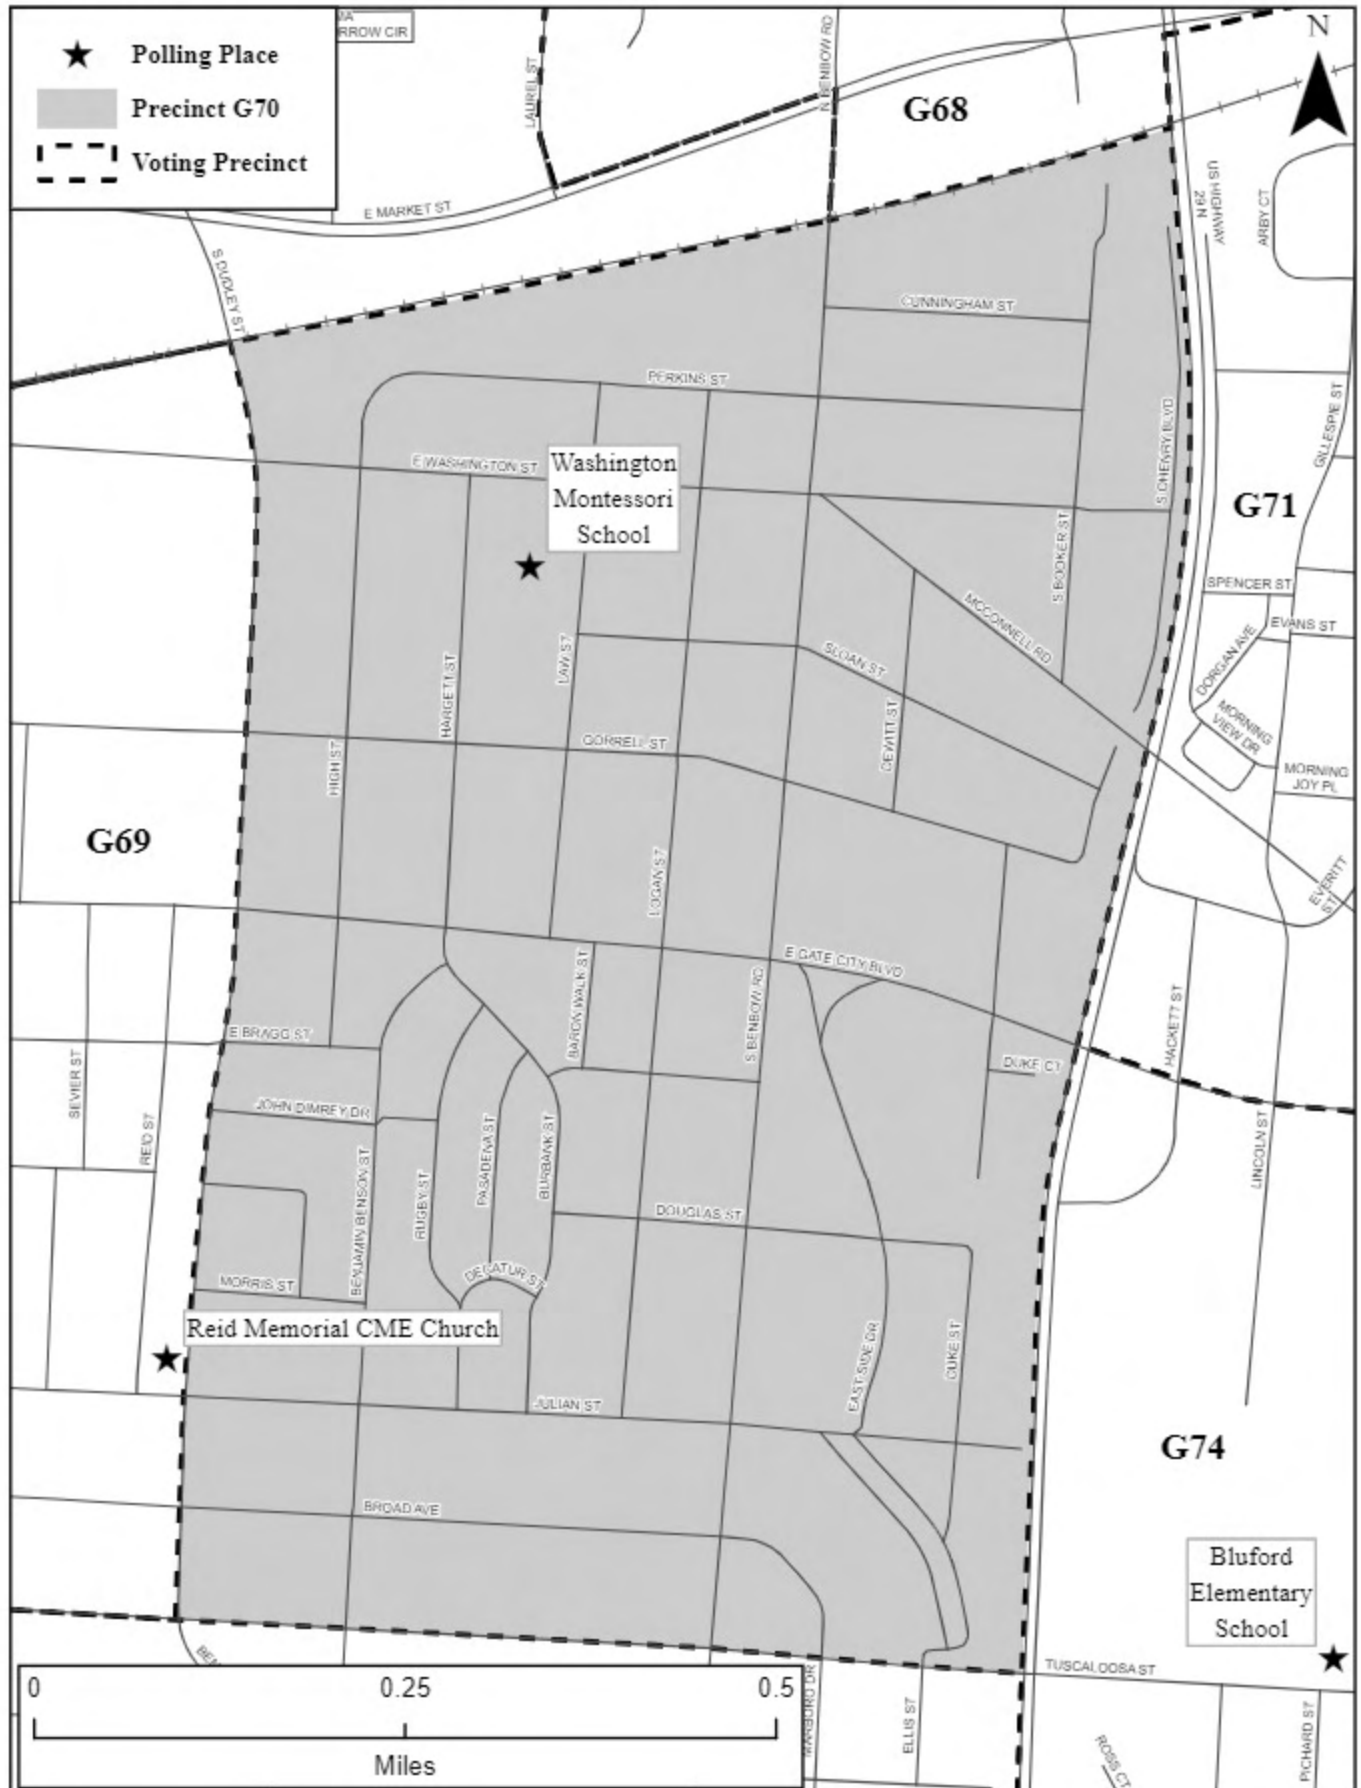 Polling Place
Precinct G70
Voting Precinct
RROW CIR
LAUREL ST
N BENBOW RD
G68
N
E MARKET ST
US HIGHWAY
29 N
ARBY CT
S DUDLEY ST
CUNNINGHAM ST
PERKINS ST
S OHENRY BLVD
GILLESPIE ST
E WASHINGTON ST
Washington
Montessori
School
G71
S BOOKER ST
SPENCER ST
EVANS ST
MCCONNELL RD
DORGAN AVE
HARGETT ST
LAW ST
SLOAN ST
MORNING
VIEW DR
HIGH ST
GORRELL ST
DEWITT ST
MORNING
JOY PL
G69
LOGAN ST
EVERITT
ST
E GATE CITY BLVD
BARON WALK ST
S BENBOW RD
HACKETT ST
E BRAGG ST
SEVIER ST
DUKE CT
JOHN DIMREY DR
REID ST
PASADENA ST
BURBANK ST
LINCOLN ST
BENJAMIN BENSON ST
RUGBY ST
DOUGLAS ST
DECATUR ST
MORRIS ST
Reid Memorial CME Church
EAST SIDE DR
DUKE ST
JULIAN ST
G74
BROAD AVE
Bluford
Elementary
School
BEN
TUSCALOOSA ST
0 0.25 0.5
Miles
ELLIS ST
ROSS CT
PICHARD ST